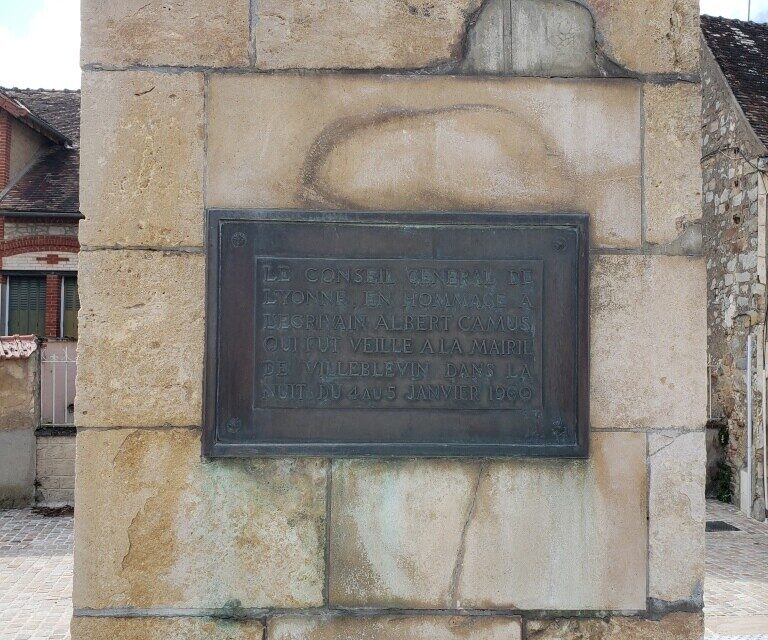 LE CONSEIL GENERAL DE
L'YONNE, EN HOMMAGE A
L'ECRIVAIN ALBERT CAMUS,
QUI FUT VEILLE A LA MAIRIE
DE VILLEBLEVIN DANS LA
NUIT DU 4 AU 5 JANVIER 1960